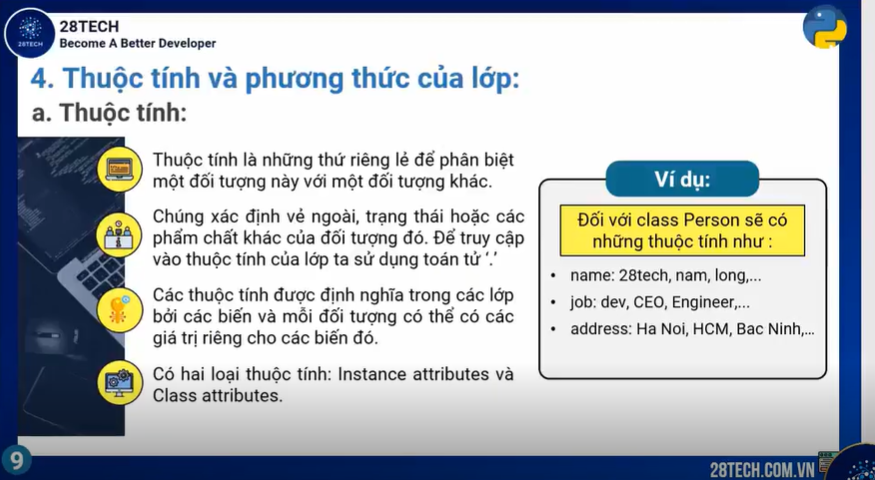 28TECH
Become A Better Developer
28TECH
4. Thuộc tính và phương thức của lớp:
a. Thuộc tính:
Thuộc tính là những thứ riêng lẻ để phân biệt
một đối tượng này với một đối tượng khác.
Chúng xác định vẻ ngoài, trạng thái hoặc các
phẩm chất khác của đối tượng đó. Để truy cập
vào thuộc tính của lớp ta sử dụng toán tử ‘.’
Các thuộc tính được định nghĩa trong các lớp
bởi các biến và mỗi đối tượng có thể có các
giá trị riêng cho các biến đó.
Có hai loại thuộc tính: Instance attributes và
Class attributes.
Ví dụ:
Đối với class Person sẽ có
những thuộc tính như :
• name: 28tech, nam, long,...
• job: dev, CEO, Engineer,...
• address: Ha Noi, HCM, Bac Ninh,...
9
28TECH.COM.VN